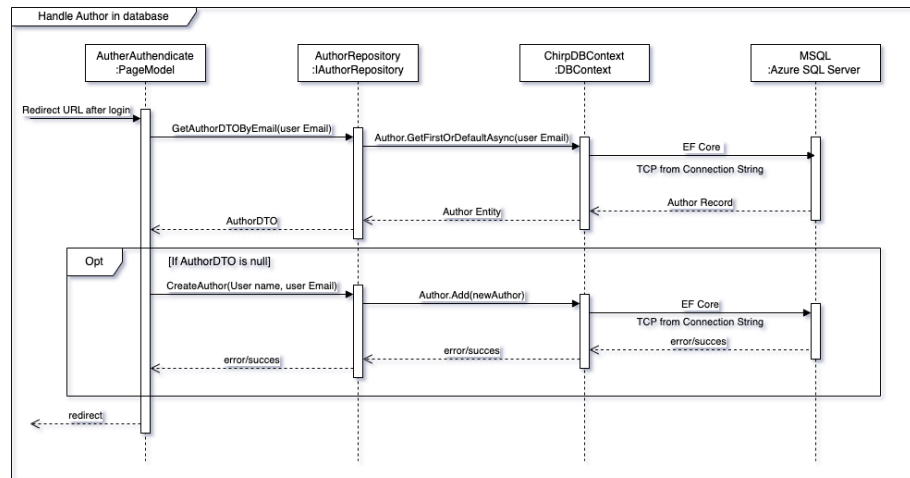 Handle Author in database
AutherAuthendicate
:PageModel
AuthorRepository
:IAuthorRepository
ChirpDBContext
:DBContext
MSQL
:Azure SQL Server
Redirect URL after login
GetAuthorDTOByEmail(user Email)
Author.GetFirstOrDefaultAsync(user Email)
EF Core
TCP from Connection String
Author Record
Author Entity
AuthorDTO
Opt
[If AuthorDTO is null]
CreateAuthor(User name, user Email)
Author.Add(newAuthor)
EF Core
TCP from Connection String
error/succes
error/succes
error/succes
redirect